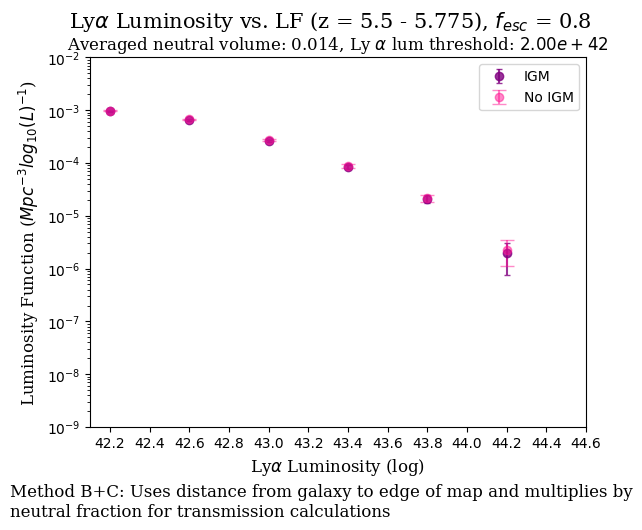 Lyα Luminosity vs. LF (z = 5.5 - 5.775), f_esc = 0.8
Averaged neutral volume: 0.014, Ly α lum threshold: 2.00e + 42
IGM
No IGM
Luminosity Function (Mpc⁻³log₁₀(L)⁻¹)
10⁻²
10⁻³
10⁻⁴
10⁻⁵
10⁻⁶
10⁻⁷
10⁻⁸
10⁻⁹
42.2 42.4 42.6 42.8 43.0 43.2 43.4 43.6 43.8 44.0 44.2 44.4 44.6
Lyα Luminosity (log)
Method B+C: Uses distance from galaxy to edge of map and multiplies by
neutral fraction for transmission calculations